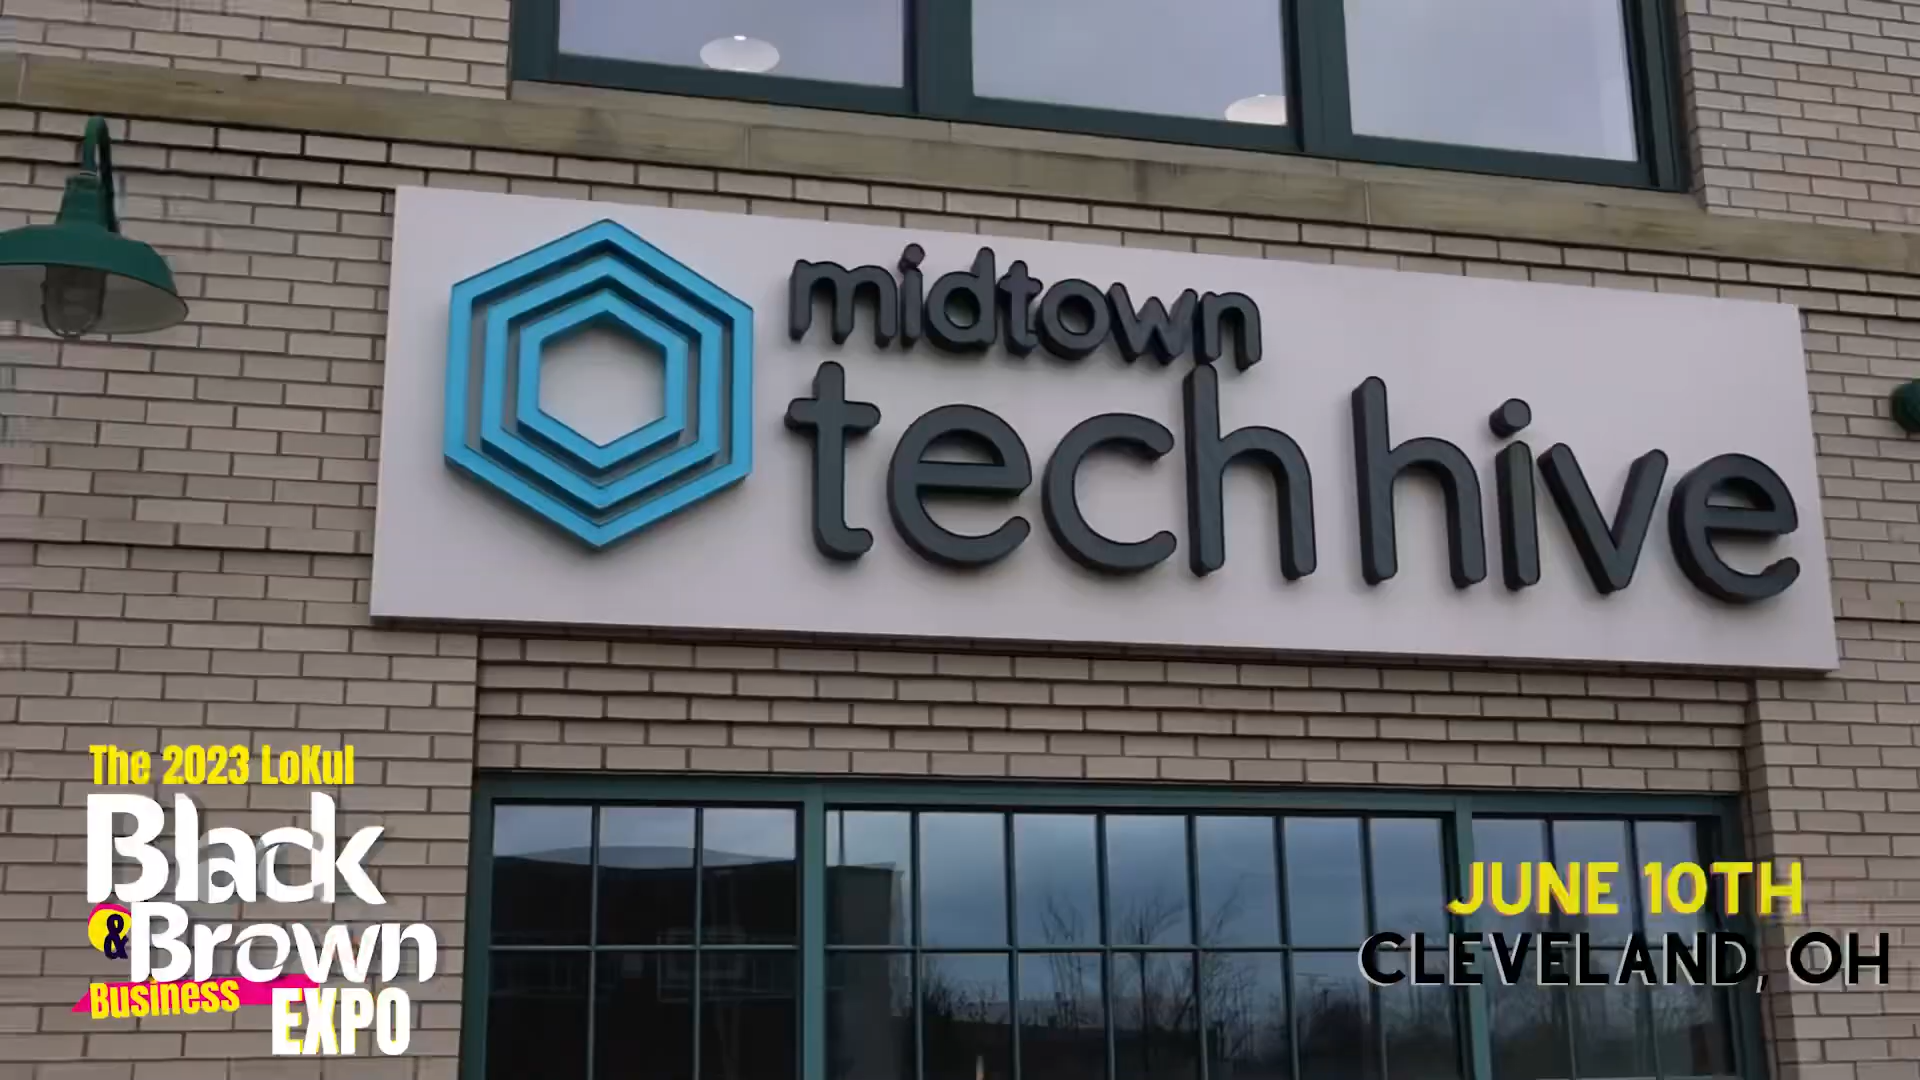 midtown
tech hive
The 2023 LoKul
Black
& Brown
Business
EXPO
JUNE 10TH
CLEVELAND, OH